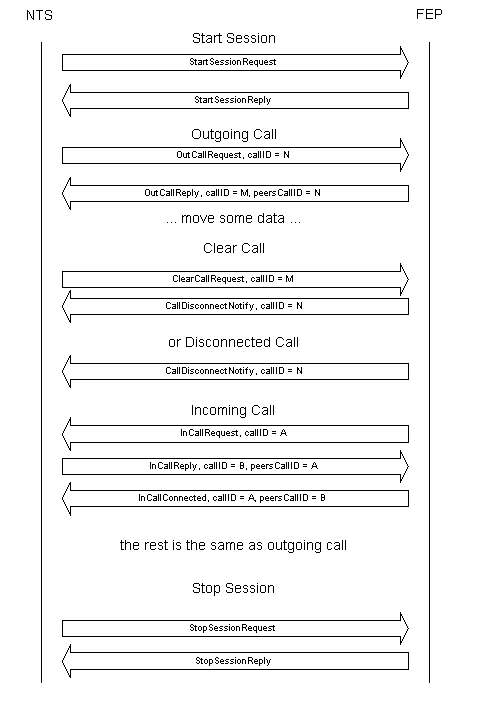 NTS FEP
Start Session
StartSessionRequest
StartSessionReply
Outgoing Call
OutCallRequest, callID = N
OutCallReply, callID = M, peersCallID = N
... move some data ...
Clear Call
ClearCallRequest, callID = M
CallDisconnectNotify, callID = N
or Disconnected Call
CallDisconnectNotify, callID = N
Incoming Call
InCallRequest, callID = A
InCallReply, callID = B, peersCallID = A
InCallConnected, callID = A, peersCallID = B
the rest is the same as outgoing call
Stop Session
StopSessionRequest
StopSessionReply